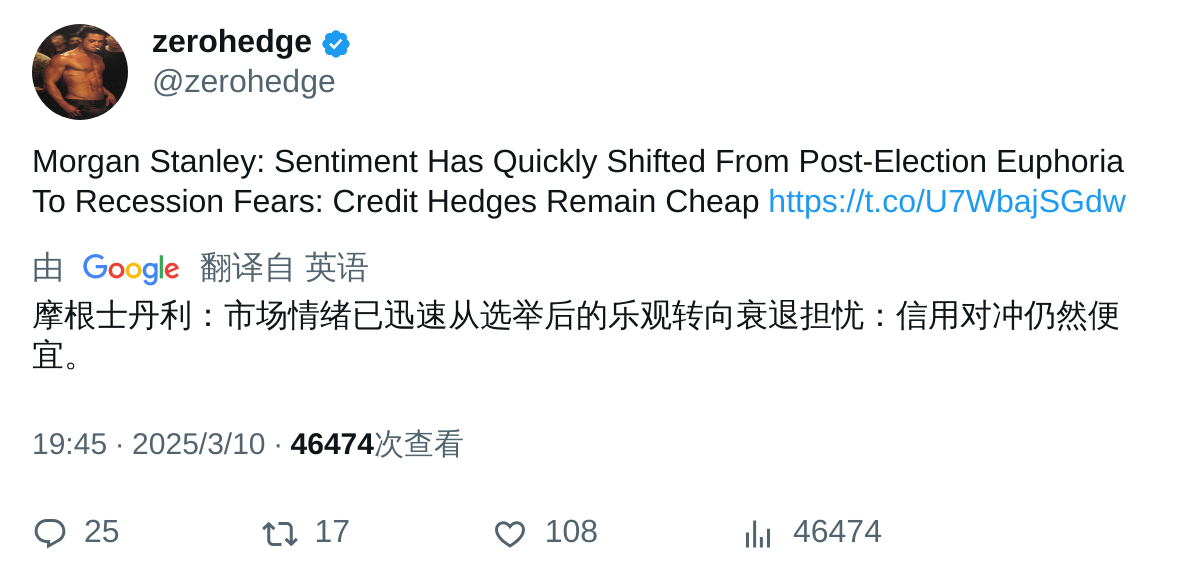 zerohedge
@zerohedge
Morgan Stanley: Sentiment Has Quickly Shifted From Post-Election Euphoria
To Recession Fears: Credit Hedges Remain Cheap https://t.co/U7WbajSGdw
由 Google 翻译自 英语
摩根士丹利：市场情绪已迅速从选举后的乐观转向衰退担忧：信用对冲仍然便
宜。
19:45 · 2025/3/10 · 46474次查看
25 17 108 46474